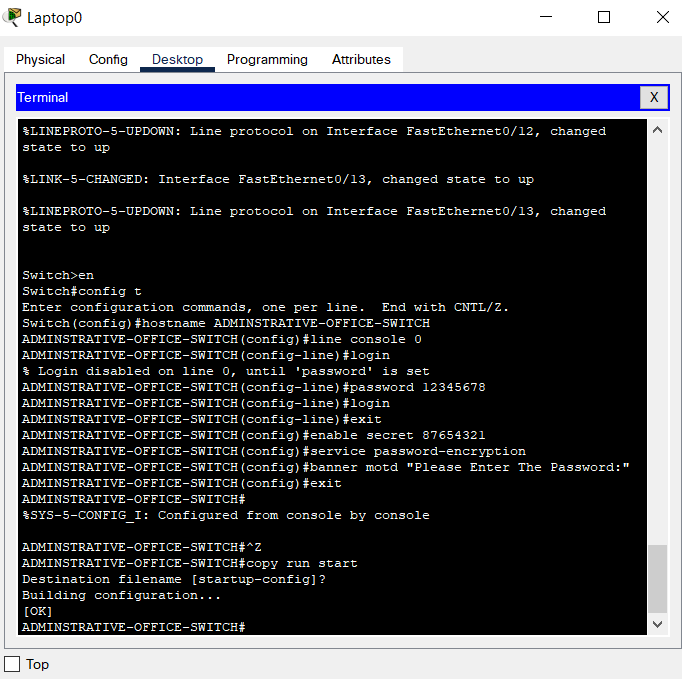 Laptop0
Physical Config Desktop Programming Attributes
Terminal X
%LINEPROTO-5-UPDOWN: Line protocol on Interface FastEthernet0/12, changed
state to up
%LINK-5-CHANGED: Interface FastEthernet0/13, changed state to up
%LINEPROTO-5-UPDOWN: Line protocol on Interface FastEthernet0/13, changed
state to up
Switch>en
Switch#config t
Enter configuration commands, one per line.  End with CNTL/Z.
Switch(config)#hostname ADMINSTRATIVE-OFFICE-SWITCH
ADMINSTRATIVE-OFFICE-SWITCH(config)#line console 0
ADMINSTRATIVE-OFFICE-SWITCH(config-line)#login
% Login disabled on line 0, until 'password' is set
ADMINSTRATIVE-OFFICE-SWITCH(config-line)#password 12345678
ADMINSTRATIVE-OFFICE-SWITCH(config-line)#login
ADMINSTRATIVE-OFFICE-SWITCH(config-line)#exit
ADMINSTRATIVE-OFFICE-SWITCH(config)#enable secret 87654321
ADMINSTRATIVE-OFFICE-SWITCH(config)#service password-encryption
ADMINSTRATIVE-OFFICE-SWITCH(config)#banner motd "Please Enter The Password:"
ADMINSTRATIVE-OFFICE-SWITCH(config)#exit
ADMINSTRATIVE-OFFICE-SWITCH#
%SYS-5-CONFIG_I: Configured from console by console
ADMINSTRATIVE-OFFICE-SWITCH#^Z
ADMINSTRATIVE-OFFICE-SWITCH#copy run start
Destination filename [startup-config]?
Building configuration...
[OK]
ADMINSTRATIVE-OFFICE-SWITCH#
Top